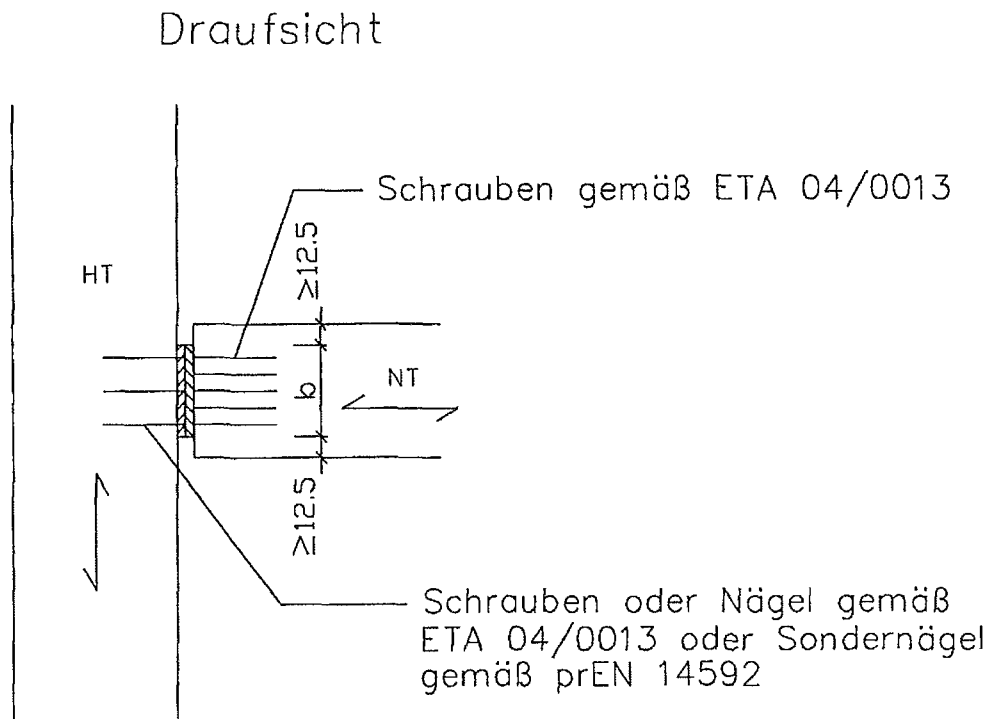 Draufsicht
Schrauben gemäß ETA 04/0013
≥12.5
HT
b
NT
≥12.5
Schrauben oder Nägel gemäß
ETA 04/0013 oder Sondernägel
gemäß prEN 14592